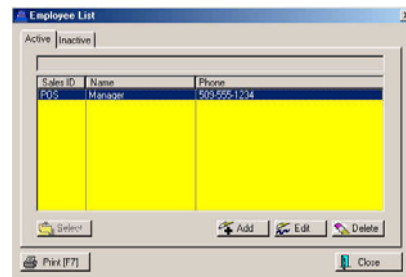 Employee List
Active Inactive
Sales ID Name Phone
POS Manager 509-555-1234
Select Add Edit Delete
Print [F7] Close